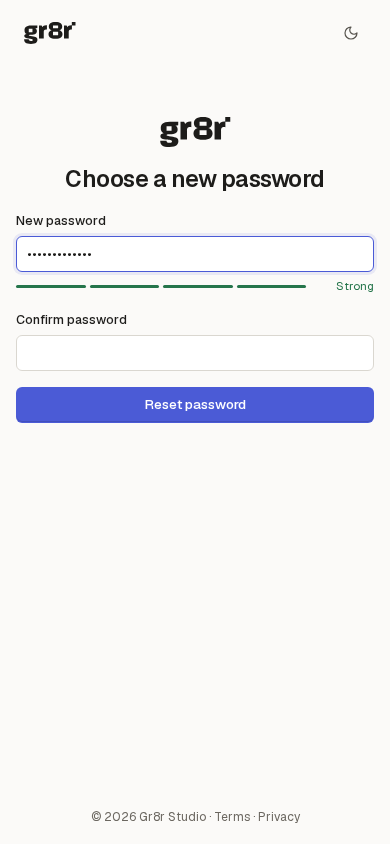 gr8r
gr8r
Choose a new password
New password
•••••••••••••
Strong
Confirm password
Reset password
© 2026 Gr8r Studio · Terms · Privacy